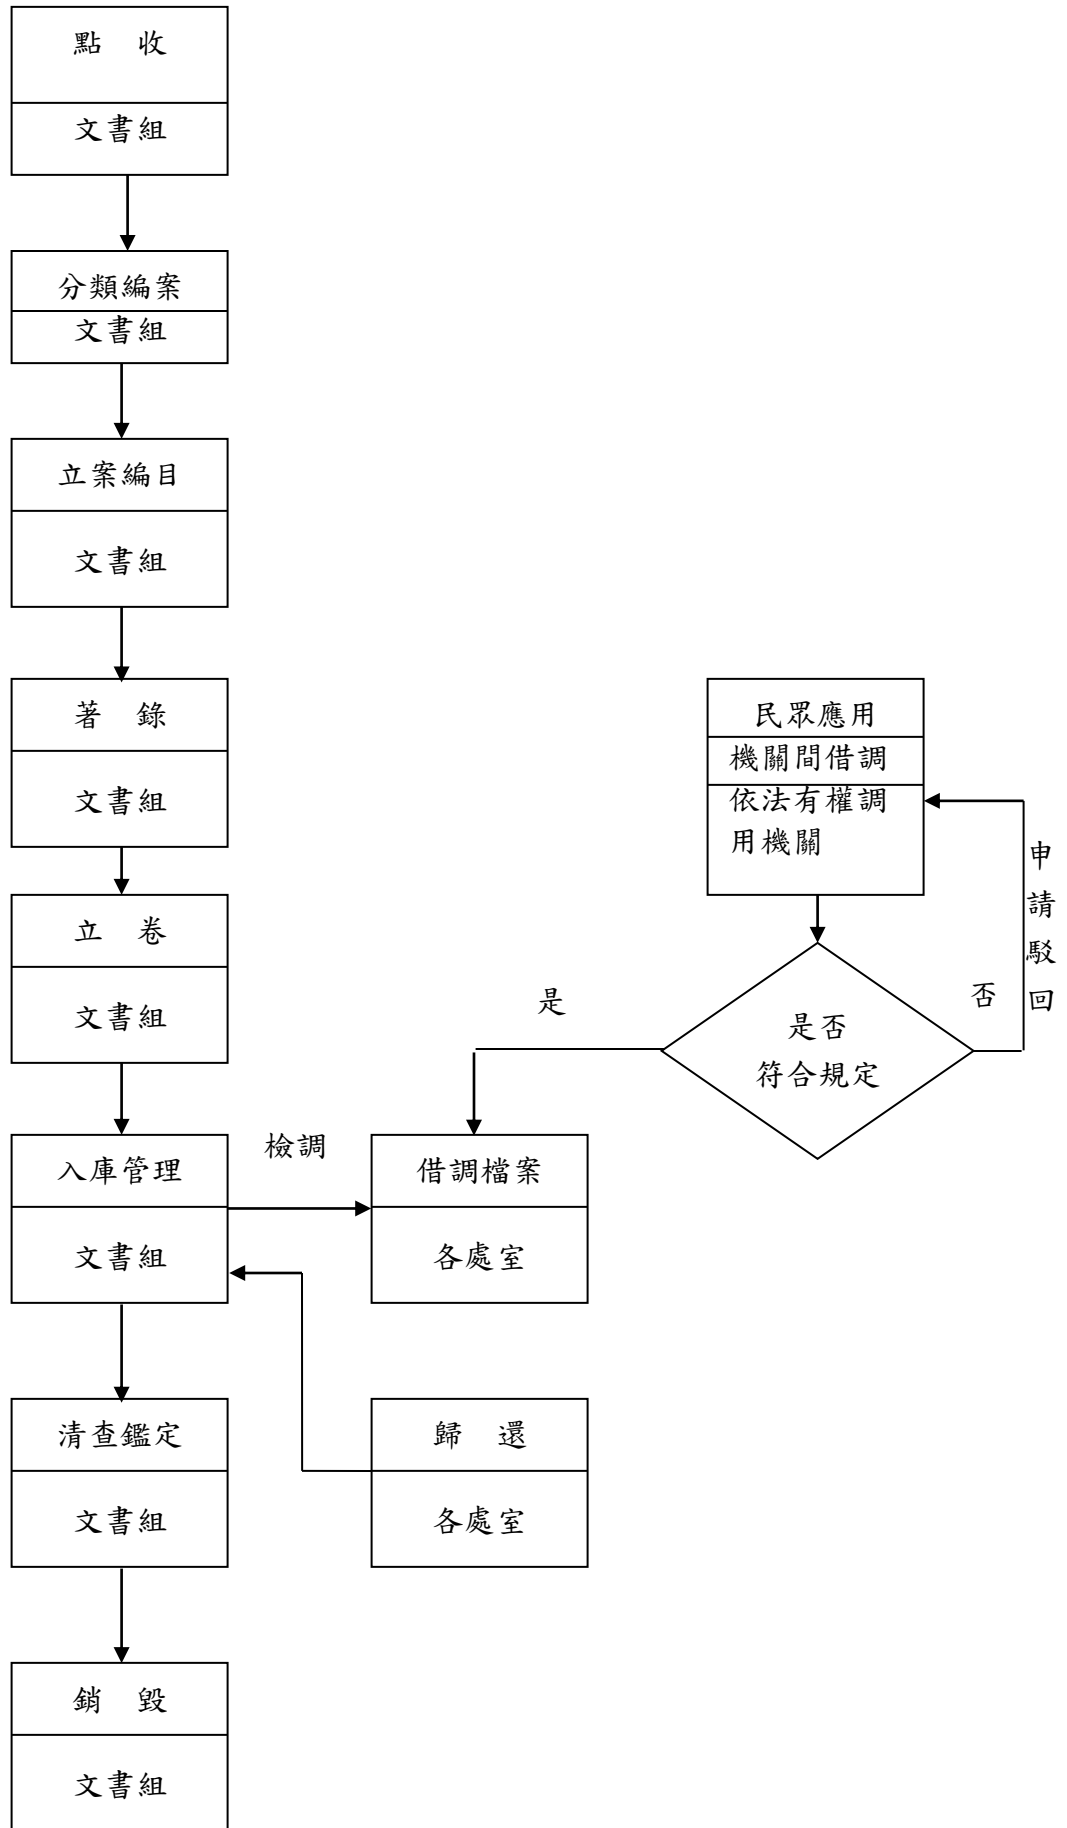 點　收
文書組
分類編案
文書組
立案編目
文書組
著　錄
文書組
立　卷
文書組
入庫管理
文書組
檢調
借調檔案
各處室
民眾應用
機關間借調
依法有權調
用機關
是否
符合規定
是
否
申請駁回
清查鑑定
文書組
歸　還
各處室
銷　毀
文書組